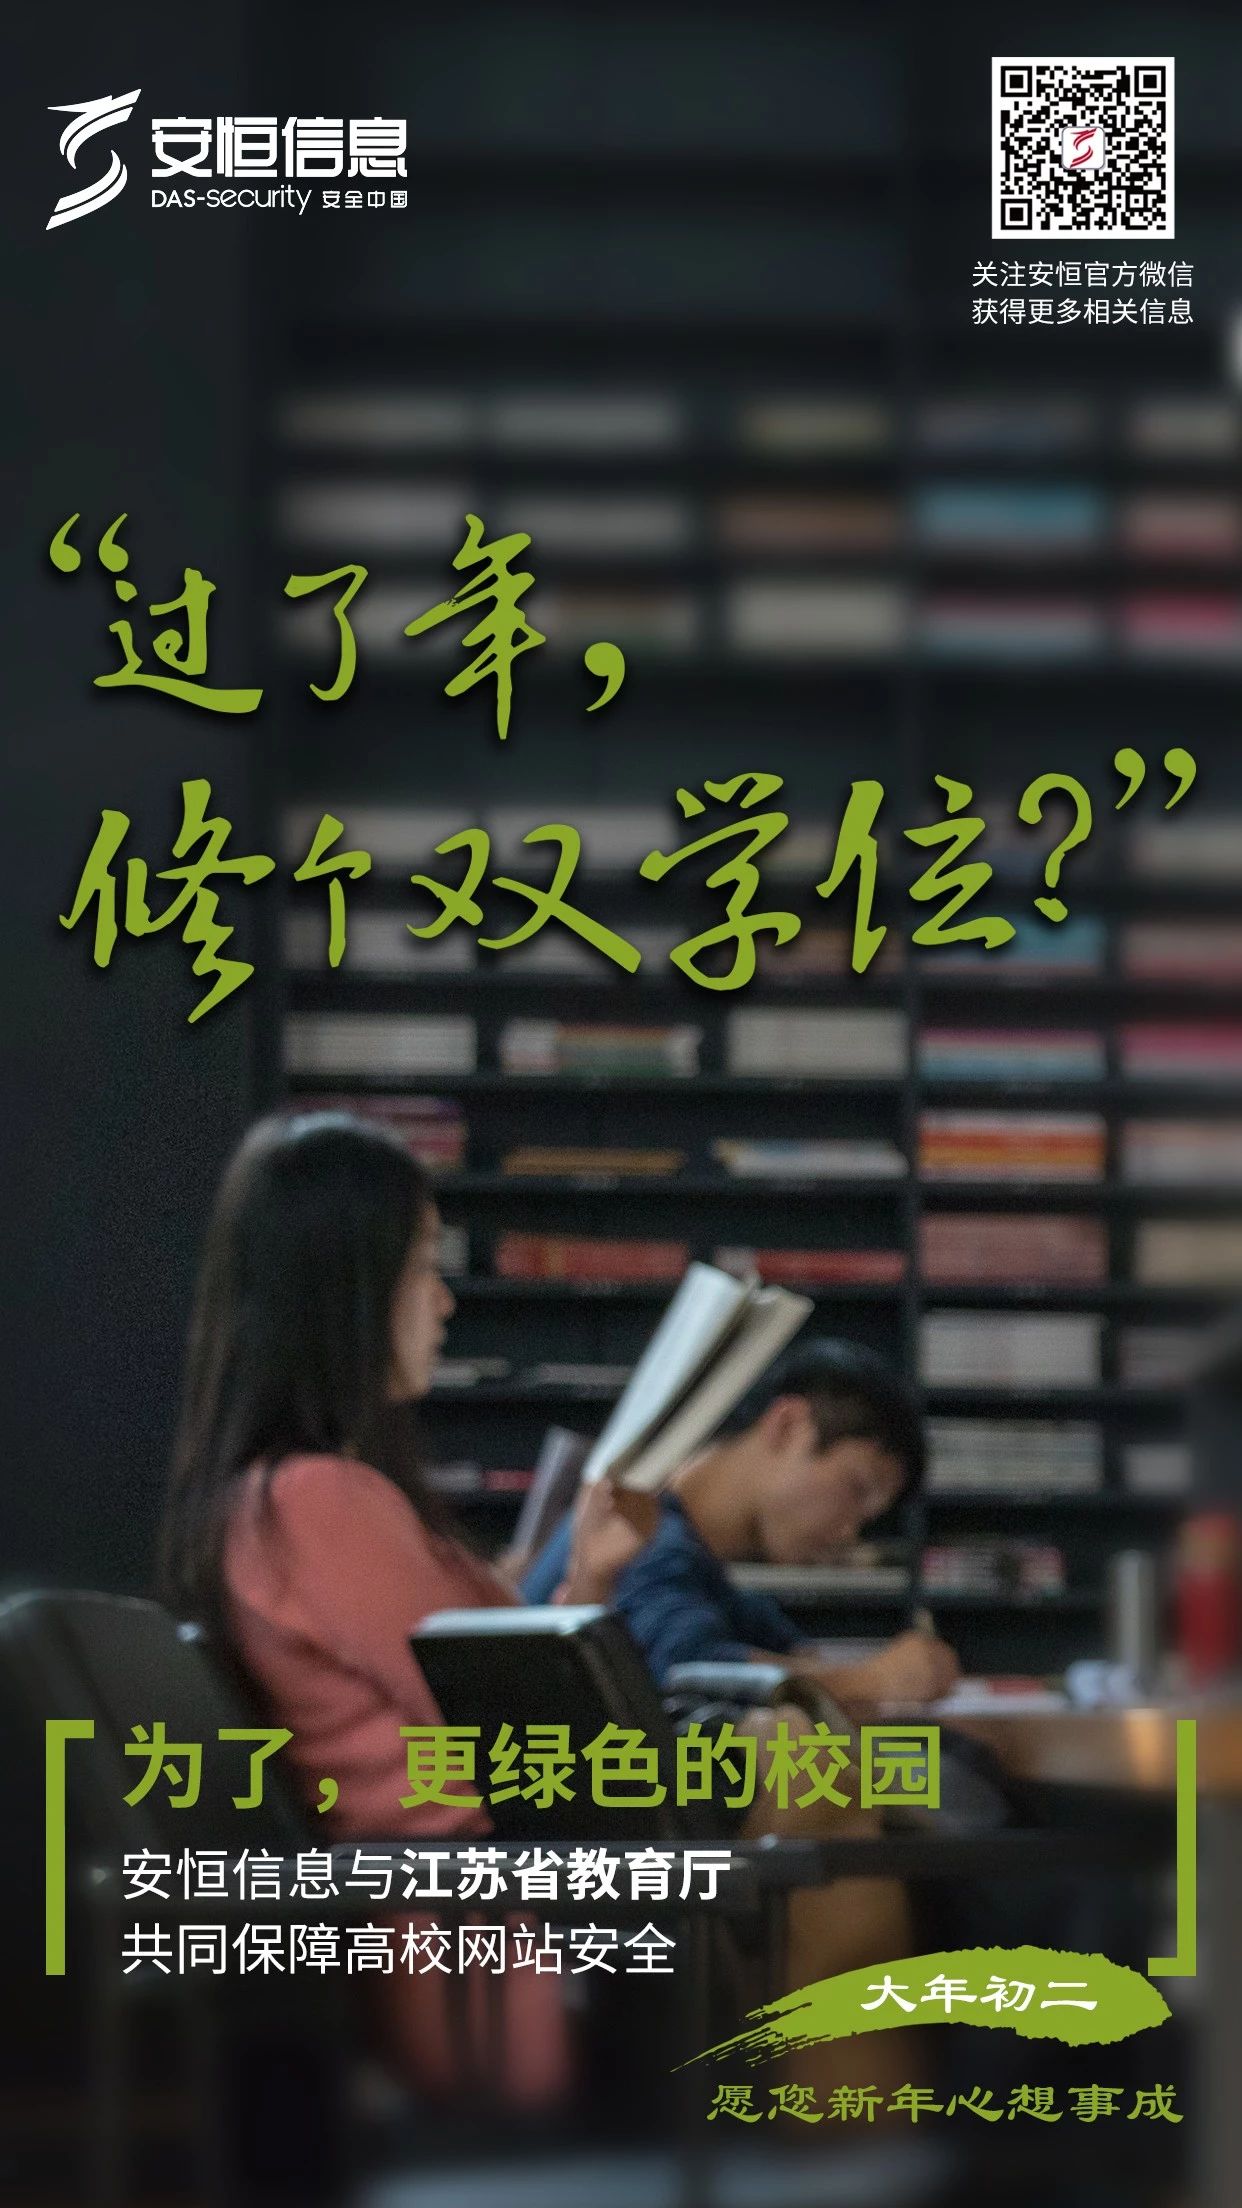 安恒信息
DAS-security 安全中国
关注安恒官方微信
获得更多相关信息
“过了年，
修个双学位？”
为了，更绿色的校园
安恒信息与江苏省教育厅
共同保障高校网站安全
大年初二
愿您新年心想事成